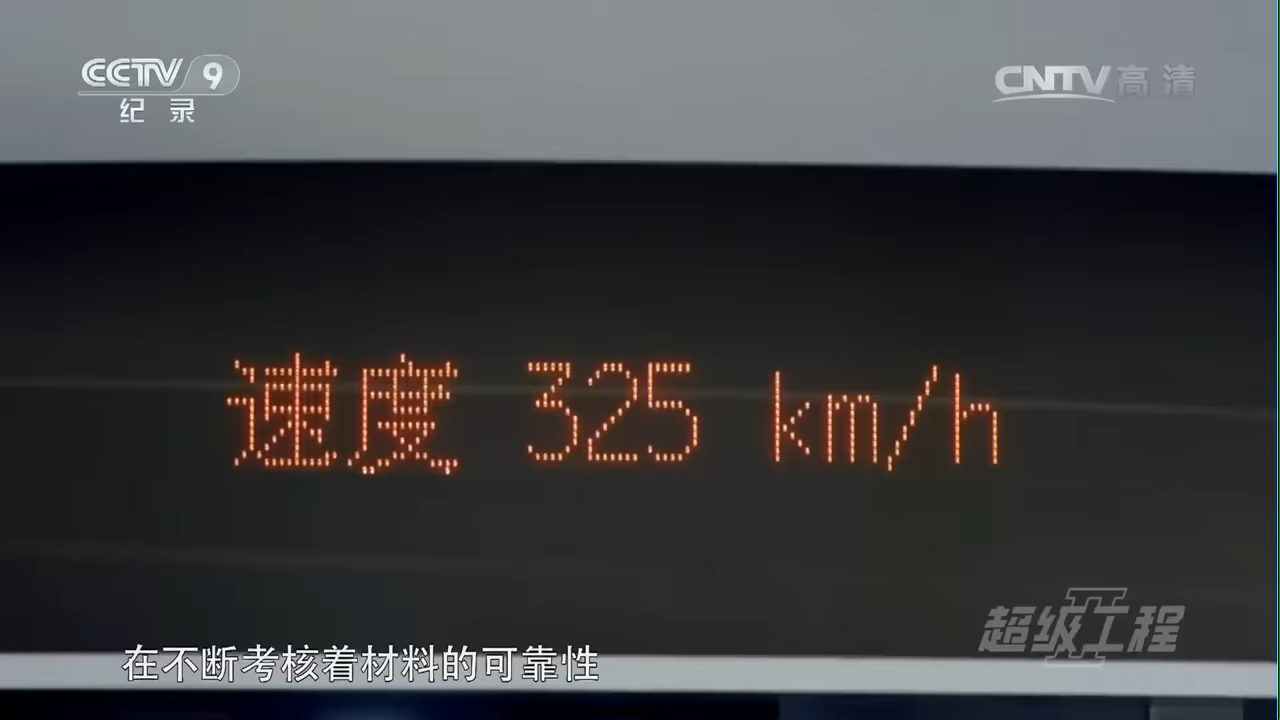 CCTV 9
纪录
CNTV高清
速度 325 km/h
超级工程 II
在不断考核着材料的可靠性